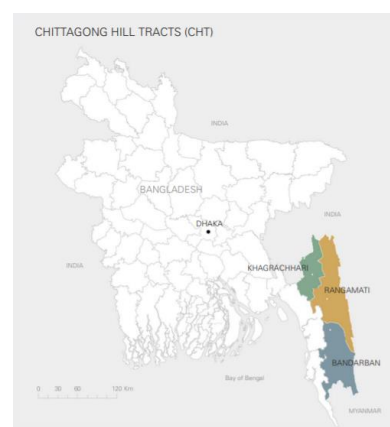 CHITTAGONG HILL TRACTS (CHT)
INDIA
BANGLADESH
INDIA
DHAKA
INDIA
KHAGRACHHARI
RANGAMATI
BANDARBAN
Bay of Bengel
0 30 60 120 Km
MYANMAR